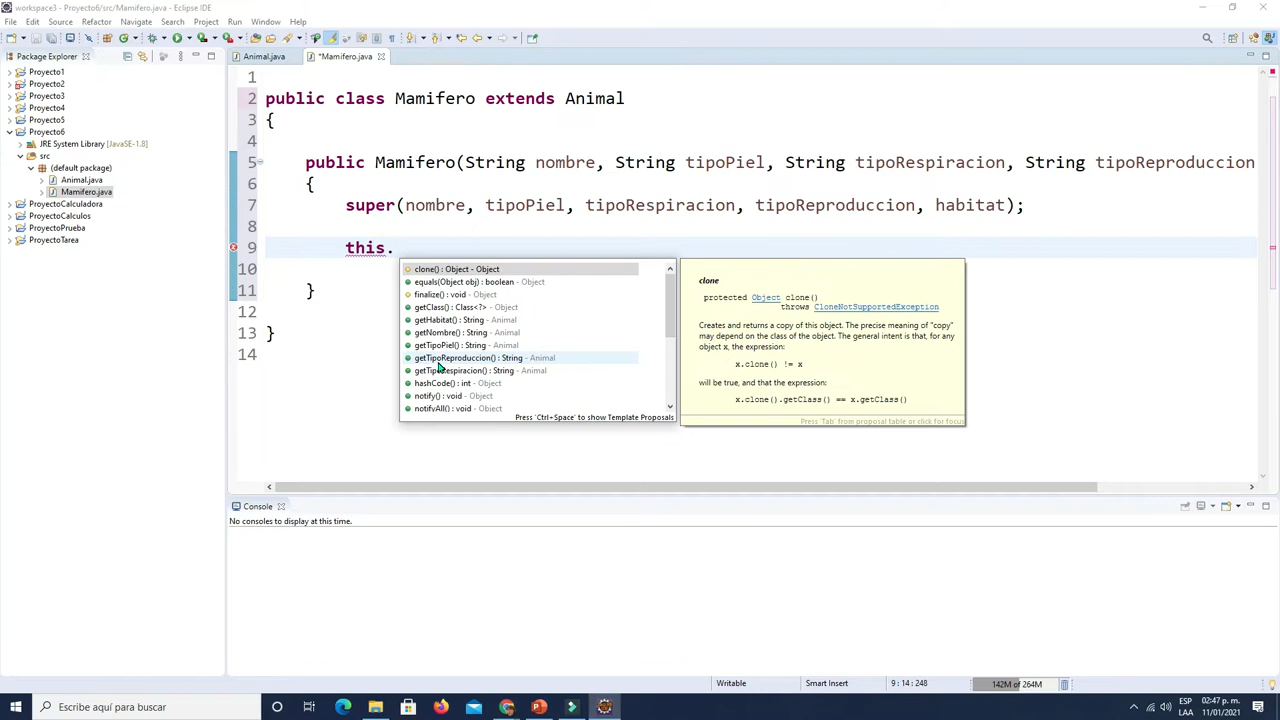 workspace3 - Proyecto6/src/Mamifero.java - Eclipse IDE
File Edit Source Refactor Navigate Search Project Run Window Help
Package Explorer
Animal.java
*Mamifero.java
Proyecto1
Proyecto2
Proyecto3
Proyecto4
Proyecto5
Proyecto6
JRE System Library [JavaSE-1.8]
src
(default package)
Animal.java
Mamifero.java
ProyectoCalculadora
ProyectoCalculos
ProyectoPrueba
ProyectoTarea
1
2 public class Mamifero extends Animal
3 {
4
5 public Mamifero(String nombre, String tipoPiel, String tipoRespiracion, String tipoReproduccion
6 {
7 super(nombre, tipoPiel, tipoRespiracion, tipoReproduccion, habitat);
8
9 this.
10
11 }
12
13 }
14
clone() : Object - Object
equals(Object obj) : boolean - Object
finalize() : void - Object
getClass() : Class<?> - Object
getHabitat() : String - Animal
getNombre() : String - Animal
getTipoPiel() : String - Animal
getTipoReproduccion() : String - Animal
getTipoRespiracion() : String - Animal
hashCode() : int - Object
notify() : void - Object
notifyAll() : void - Object
Press 'Ctrl+Space' to show Template Proposals
clone
protected Object clone()
throws CloneNotSupportedException
Creates and returns a copy of this object. The precise meaning of "copy"
may depend on the class of the object. The general intent is that, for any
object x, the expression:
x.clone() != x
will be true, and that the expression:
x.clone().getClass() == x.getClass()
Press 'Tab' from proposal table or click for focus
Console
No consoles to display at this time.
Writable
Smart Insert
9 : 14 : 248
142M of 264M
Escribe aquí para buscar
ESP
LAA
02:47 p. m.
11/01/2021